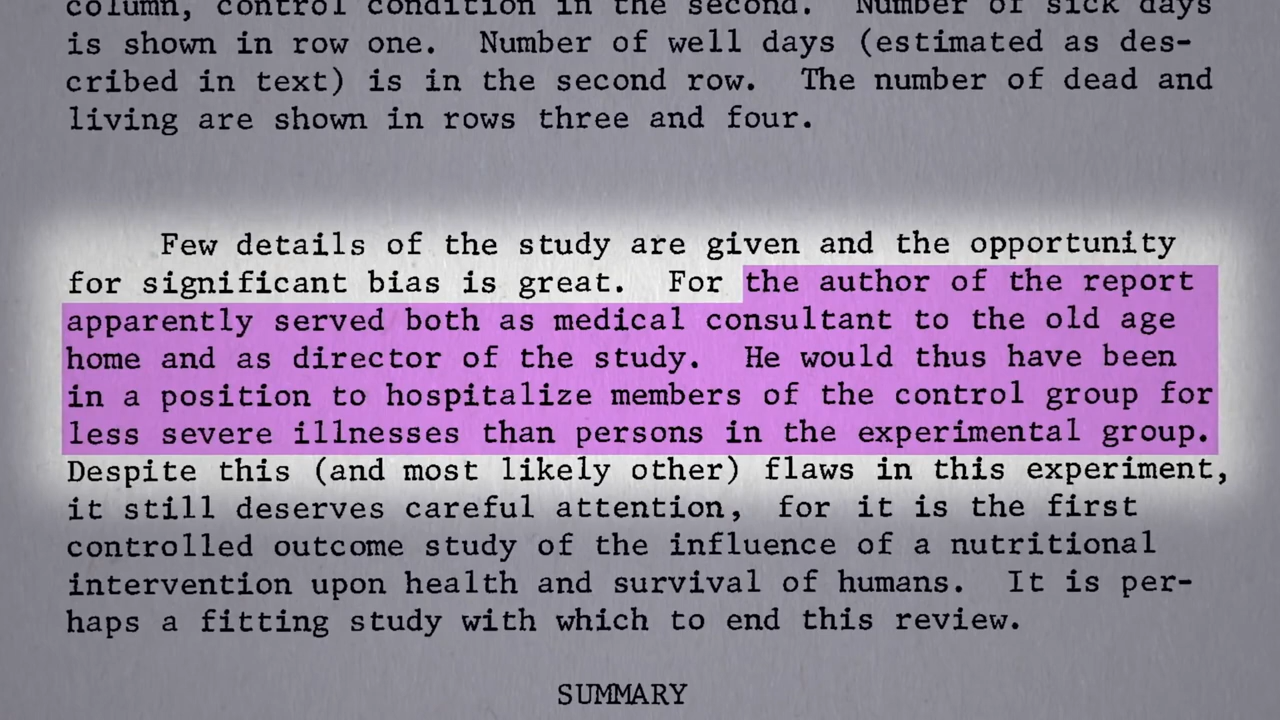 column, control condition in the second. Number of sick days
is shown in row one. Number of well days (estimated as des-
cribed in text) is in the second row. The number of dead and
living are shown in rows three and four.
Few details of the study are given and the opportunity
for significant bias is great. For the author of the report
apparently served both as medical consultant to the old age
home and as director of the study. He would thus have been
in a position to hospitalize members of the control group for
less severe illnesses than persons in the experimental group.
Despite this (and most likely other) flaws in this experiment,
it still deserves careful attention, for it is the first
controlled outcome study of the influence of a nutritional
intervention upon health and survival of humans. It is per-
haps a fitting study with which to end this review.
SUMMARY